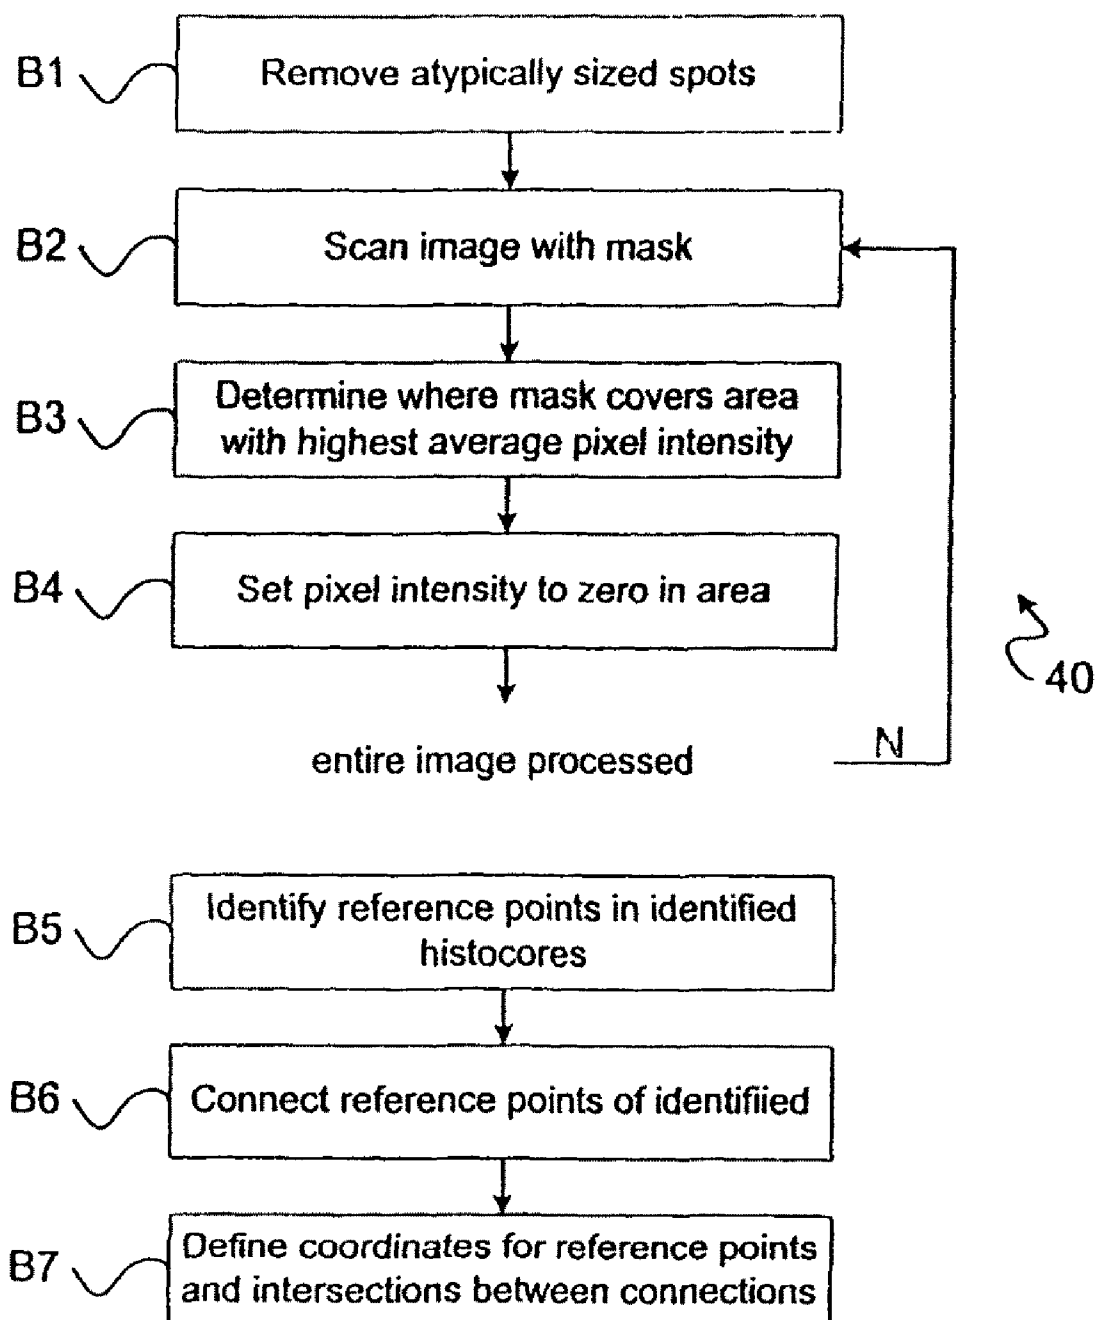 B1
Remove atypically sized spots
B2
Scan image with mask
B3
Determine where mask covers area
with highest average pixel intensity
B4
Set pixel intensity to zero in area
40
entire image processed
N
B5
Identify reference points in identified
histocores
B6
Connect reference points of identifiied
B7
Define coordinates for reference points
and intersections between connections